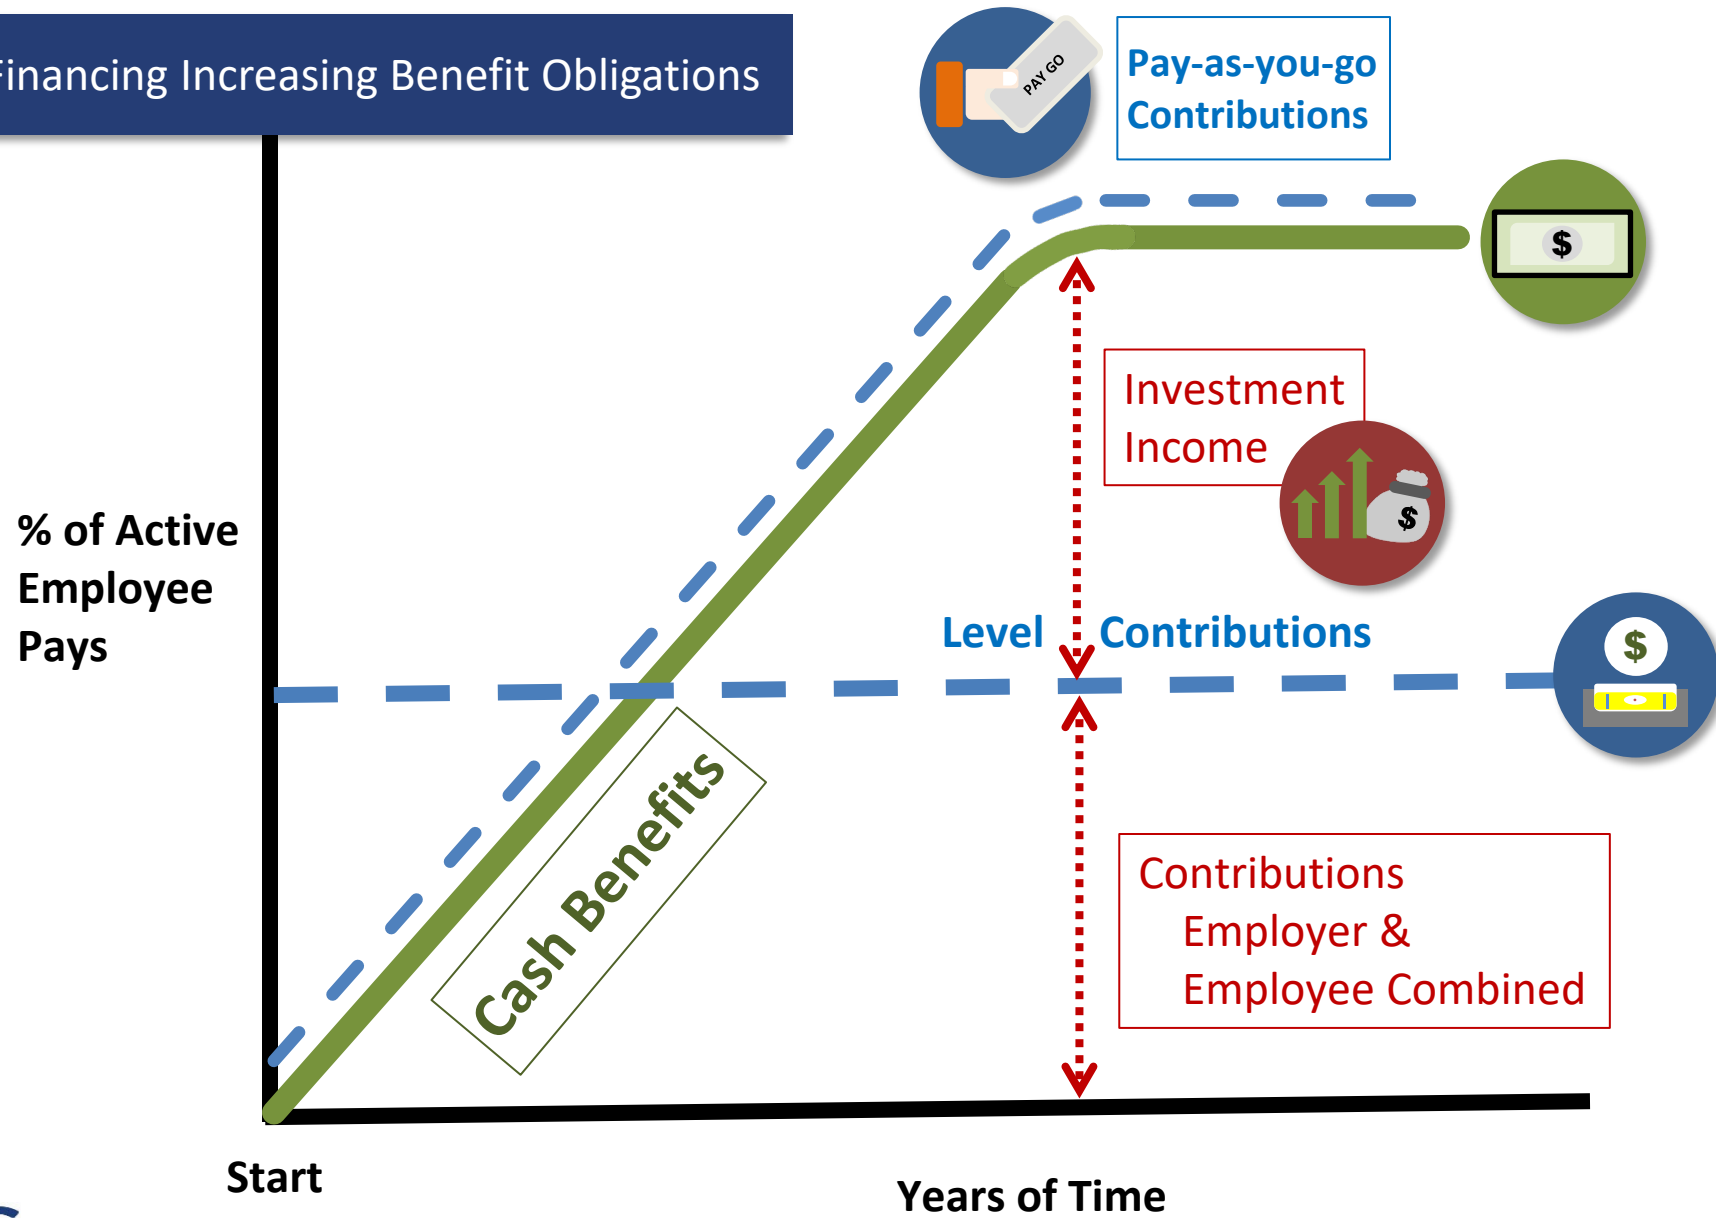 Financing Increasing Benefit Obligations
PAY GO
Pay-as-you-go
Contributions
$
Investment
Income
$
% of Active
Employee
Pays
Level Contributions
$
Cash Benefits
Contributions
Employer &
Employee Combined
Start
Years of Time